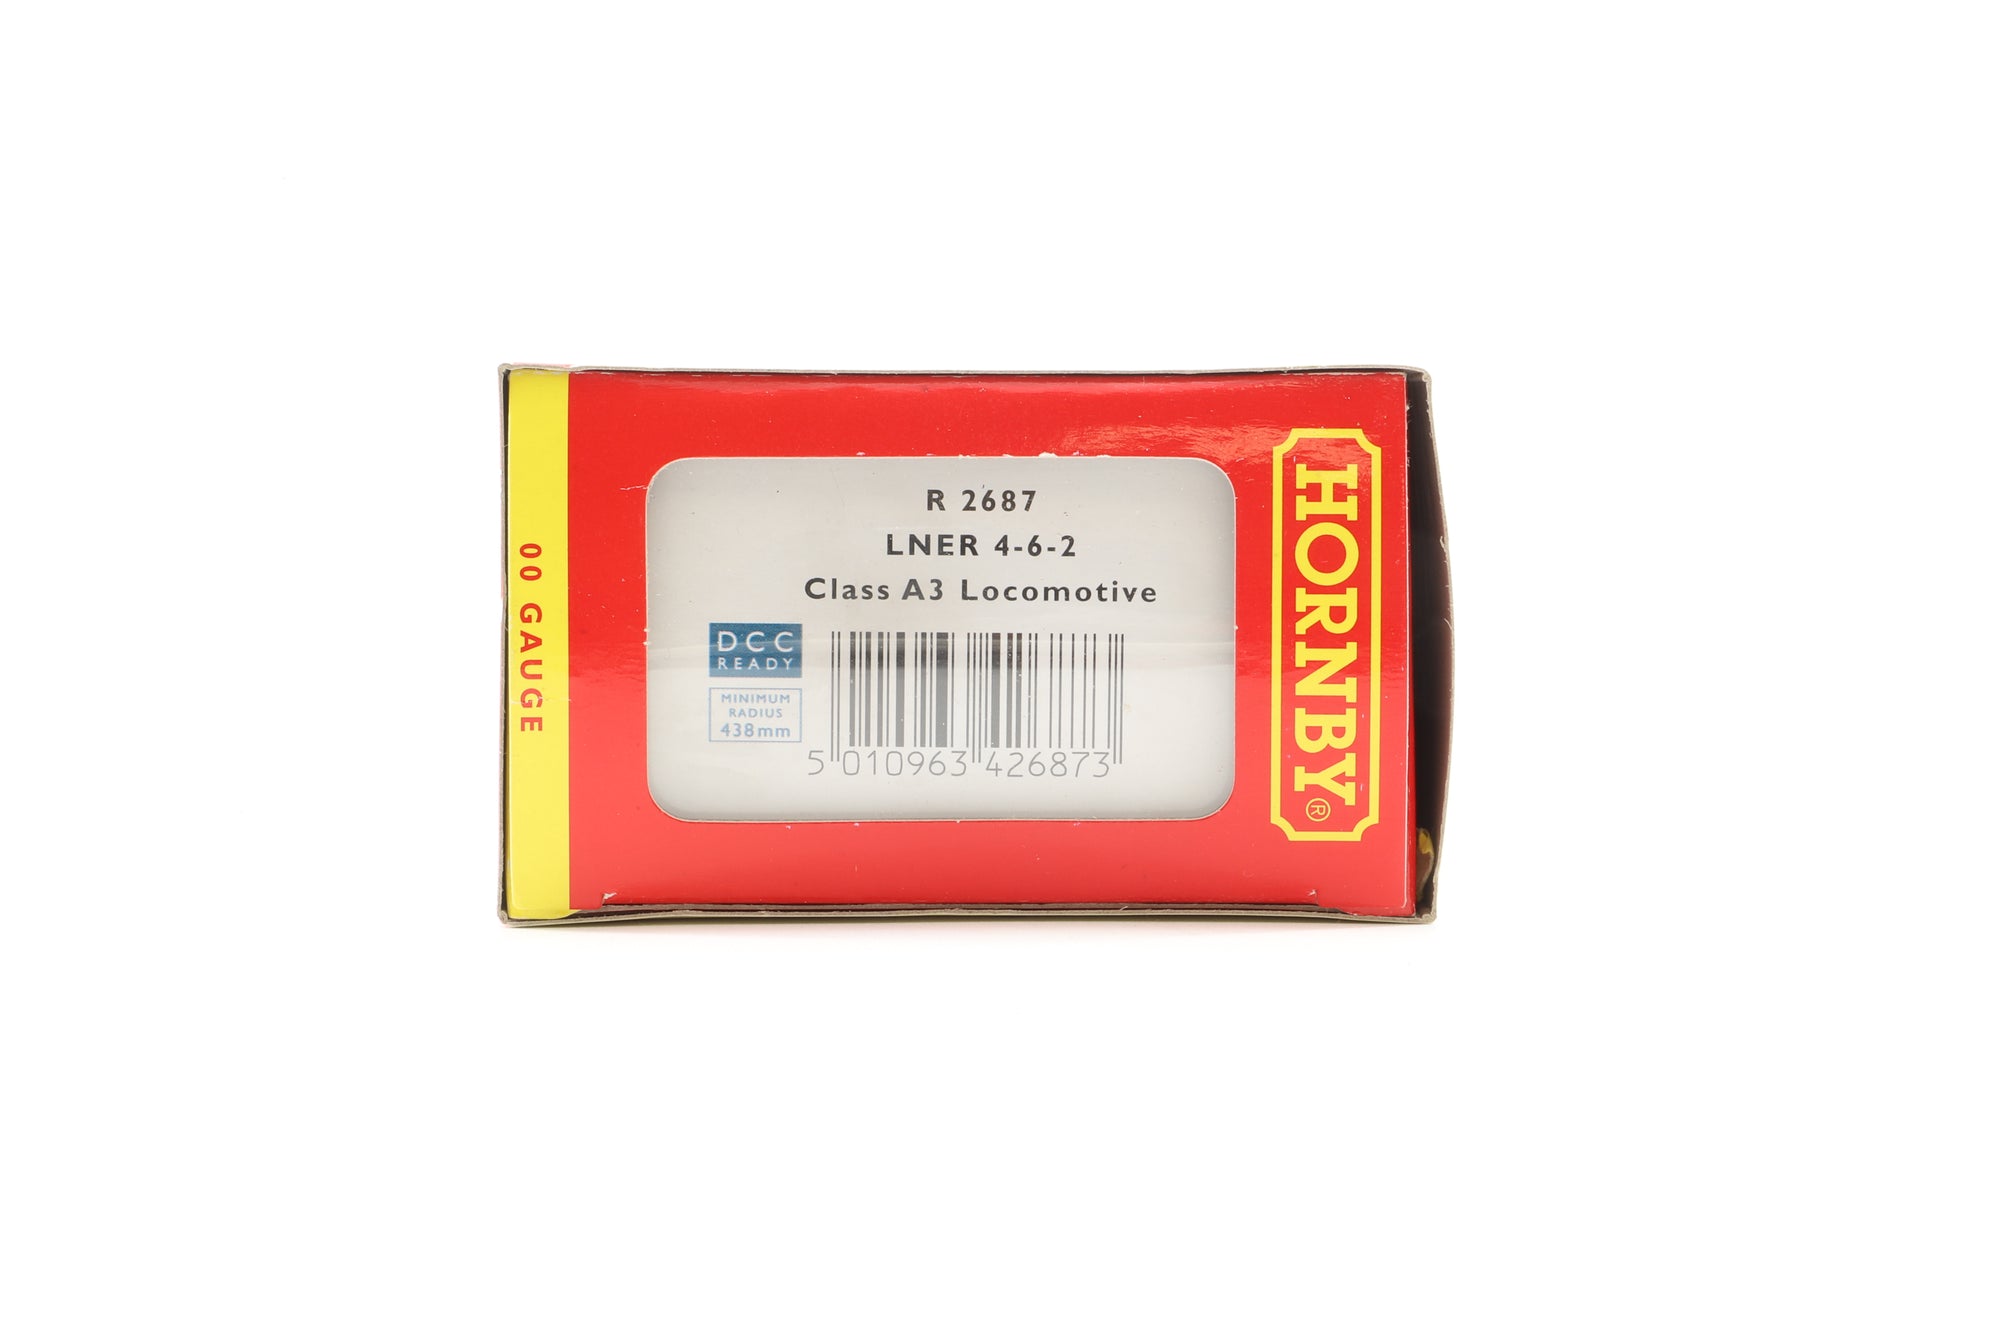 00 GAUGE
R 2687
LNER 4-6-2
Class A3 Locomotive
DCC
READY
MINIMUM
RADIUS
438mm
5 010963 426873
HORNBY®